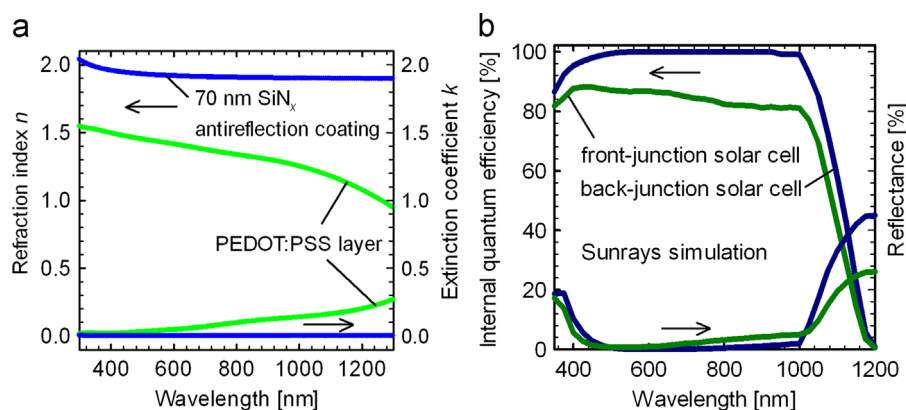 a
Refraction index n
2.0
1.5
1.0
0.5
0.0
70 nm SiNx
antireflection coating
PEDOT:PSS layer
2.0
1.5
1.0
0.5
0.0
Extinction coefficient k
400 600 800 1000 1200
Wavelength [nm]
b
Internal quantum efficiency [%]
100
80
60
40
20
0
front-junction solar cell
back-junction solar cell
Sunrays simulation
Reflectance [%]
400 600 800 1000 1200
Wavelength [nm]